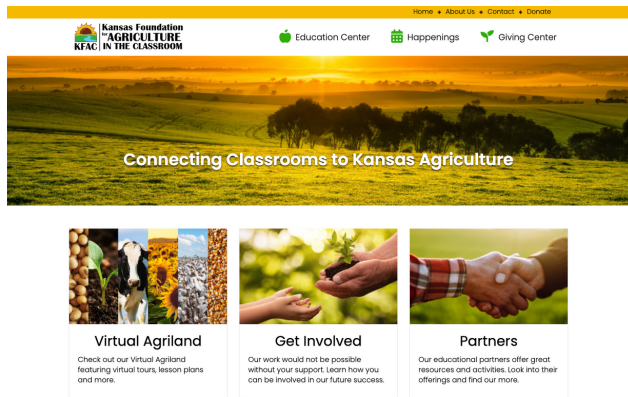 Home + About Us + Contact + Donate
Kansas Foundation
for AGRICULTURE
KFAC IN THE CLASSROOM
Education Center
Happenings
Giving Center
Connecting Classrooms to Kansas Agriculture
Virtual Agriland
Check out our Virtual Agriland
featuring virtual tours, lesson plans
and more.
Get Involved
Our work would not be possible
without your support. Learn how you
can be involved in our future success.
Partners
Our educational partners offer great
resources and activities. Look into their
offerings and find our more.